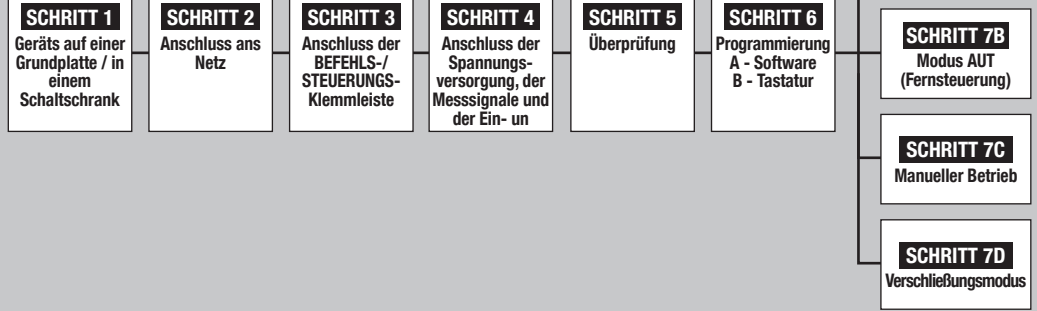 SCHRITT 1
Geräts auf einer
Grundplatte / in
einem
Schaltschrank
SCHRITT 2
Anschluss ans
Netz
SCHRITT 3
Anschluss der
BEFEHLS-/
STEUERUNGS-
Klemmleiste
SCHRITT 4
Anschluss der
Spannungs-
versorgung, der
Messsignale und
der Ein- un
SCHRITT 5
Überprüfung
SCHRITT 6
Programmierung
A - Software
B - Tastatur
SCHRITT 7B
Modus AUT
(Fernsteuerung)
SCHRITT 7C
Manueller Betrieb
SCHRITT 7D
Verschließungsmodus